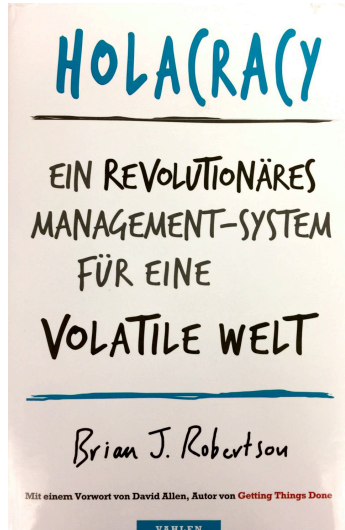 HOLACRACY
EIN REVOLUTIONÄRES
MANAGEMENT-SYSTEM
FÜR EINE
VOLATILE WELT
Brian J. Robertson
Mit einem Vorwort von David Allen, Autor von Getting Things Done
VAHLEN